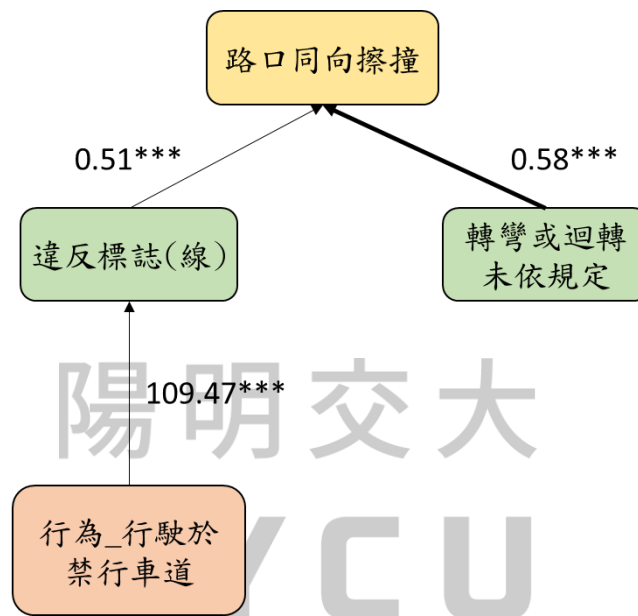 路口同向擦撞
0.51***
0.58***
違反標誌(線)
轉彎或迴轉
未依規定
109.47***
陽明交大
行為_行駛於
禁行車道
YCU